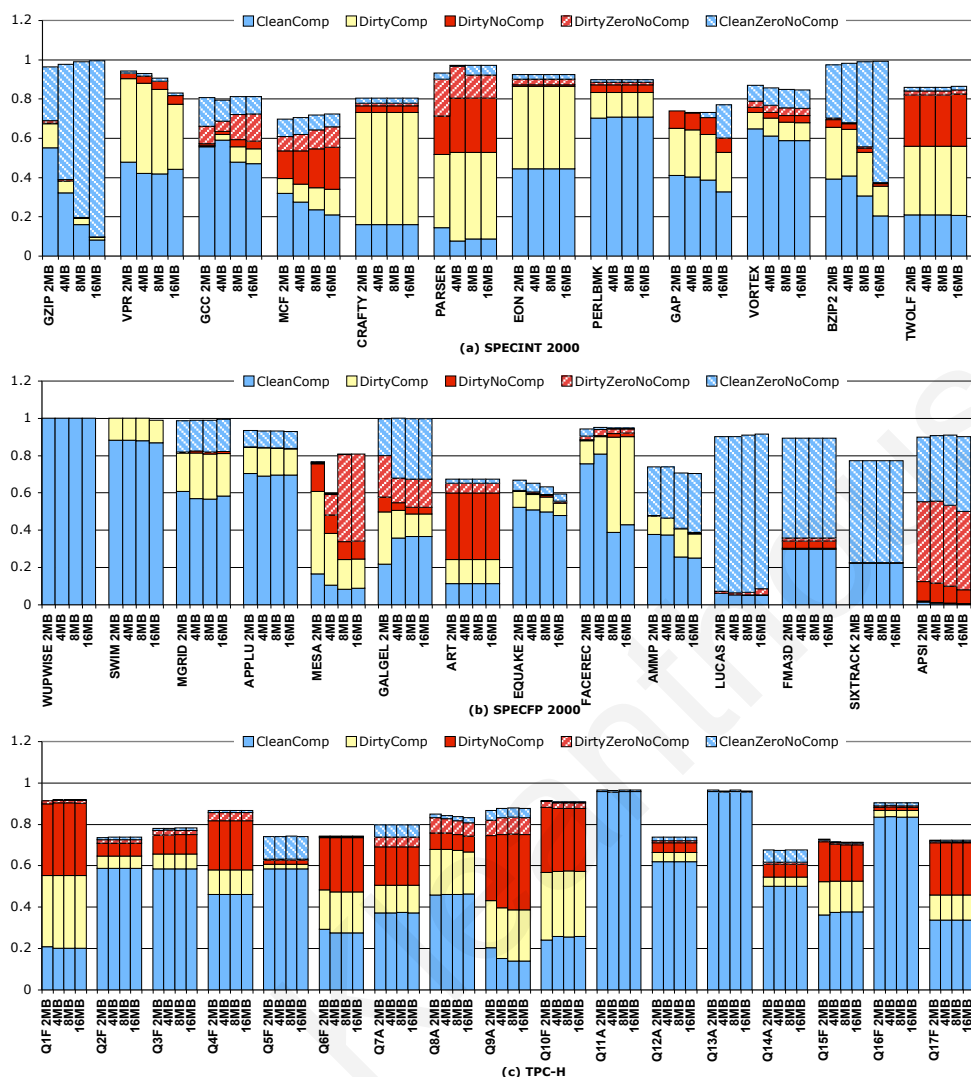 CleanComp DirtyComp DirtyNoComp DirtyZeroNoComp CleanZeroNoComp
1.2
1
0.8
0.6
0.4
0.2
0
GZIP 2MB 4MB 8MB 16MB VPR 2MB 4MB 8MB 16MB GCC 2MB 4MB 8MB 16MB MCF 2MB 4MB 8MB 16MB CRAFTY 2MB 4MB 8MB 16MB PARSER 4MB 8MB 16MB EON 2MB 4MB 8MB 16MB PERLBMK 4MB 8MB 16MB GAP 2MB 4MB 8MB 16MB VORTEX 4MB 8MB 16MB BZIP2 2MB 4MB 8MB 16MB TWOLF 4MB 8MB 16MB
(a) SPECINT 2000
CleanComp DirtyComp DirtyNoComp DirtyZeroNoComp CleanZeroNoComp
1.2
1
0.8
0.6
0.4
0.2
0
WUPWISE 2MB 4MB 8MB 16MB SWIM 2MB 4MB 8MB 16MB MGRID 2MB 4MB 8MB 16MB APPLU 2MB 4MB 8MB 16MB MESA 2MB 4MB 8MB 16MB GALGEL 2MB 4MB 8MB 16MB ART 2MB 4MB 8MB 16MB EQUAKE 2MB 4MB 8MB 16MB FACEREC 2MB 4MB 8MB 16MB AMMP 2MB 4MB 8MB 16MB LUCAS 2MB 4MB 8MB 16MB FMA3D 2MB 4MB 8MB 16MB SIXTRACK 2MB 4MB 8MB 16MB APSI 2MB 4MB 8MB 16MB
(b) SPECFP 2000
CleanComp DirtyComp DirtyNoComp DirtyZeroNoComp CleanZeroNoComp
1.2
1
0.8
0.6
0.4
0.2
0
Q1F 2MB 4MB 8MB 16MB Q2F 2MB 4MB 8MB 16MB Q3F 2MB 4MB 8MB 16MB Q4F 2MB 4MB 8MB 16MB Q5F 2MB 4MB 8MB 16MB Q6F 2MB 4MB 8MB 16MB Q7A 2MB 4MB 8MB 16MB Q8A 2MB 4MB 8MB 16MB Q9A 2MB 4MB 8MB 16MB Q10F 2MB 4MB 8MB 16MB Q11A 2MB 4MB 8MB 16MB Q12A 2MB 4MB 8MB 16MB Q13A 2MB 4MB 8MB 16MB Q14A 2MB 4MB 8MB 16MB Q15F 2MB 4MB 8MB 16MB Q16F 2MB 4MB 8MB 16MB Q17F 2MB 4MB 8MB 16MB
(c) TPC-H